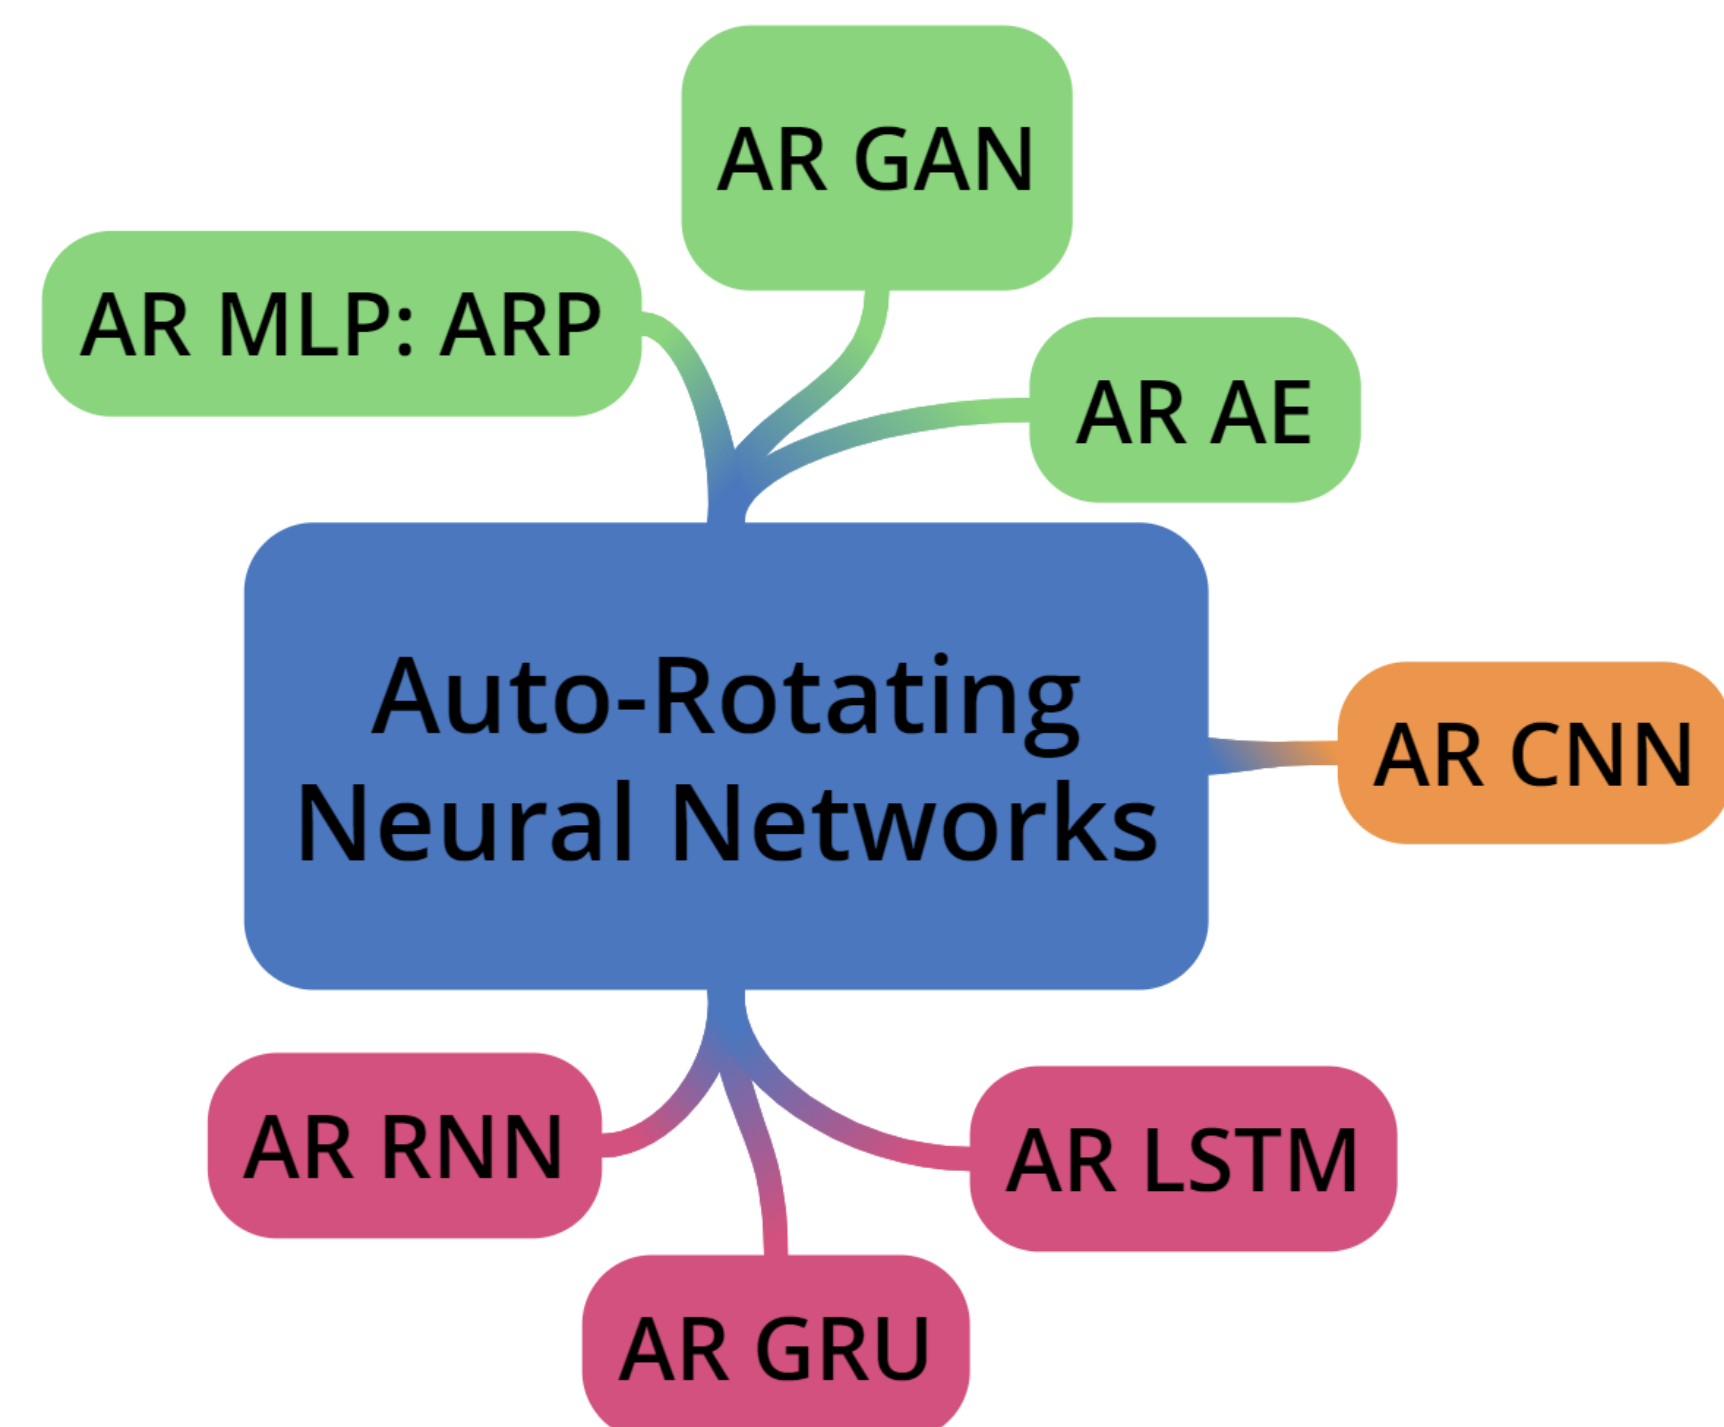 AR GAN
AR MLP: ARP
AR AE
Auto-Rotating
Neural Networks
AR CNN
AR RNN
AR LSTM
AR GRU